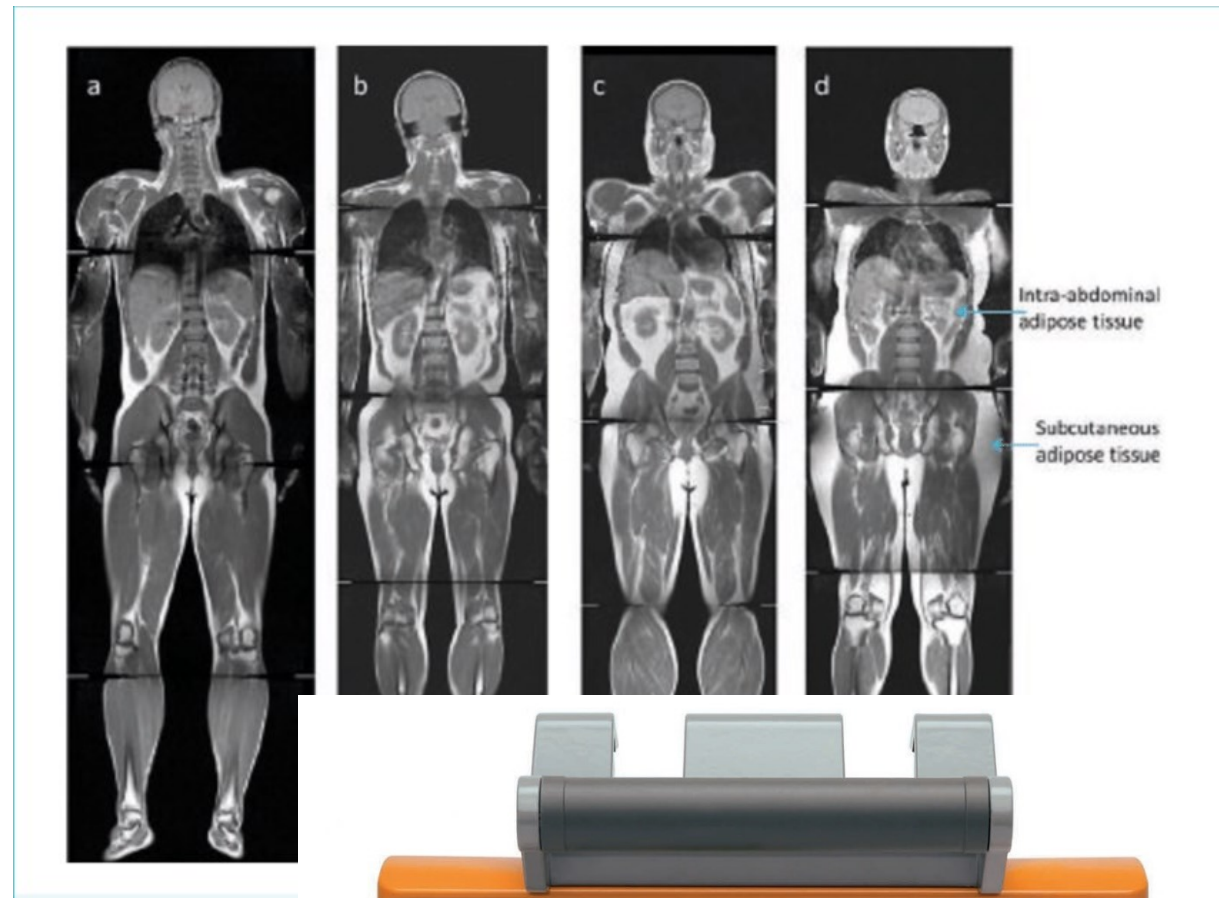 a
b
c
d
Intra-abdominal
adipose tissue
Subcutaneous
adipose tissue